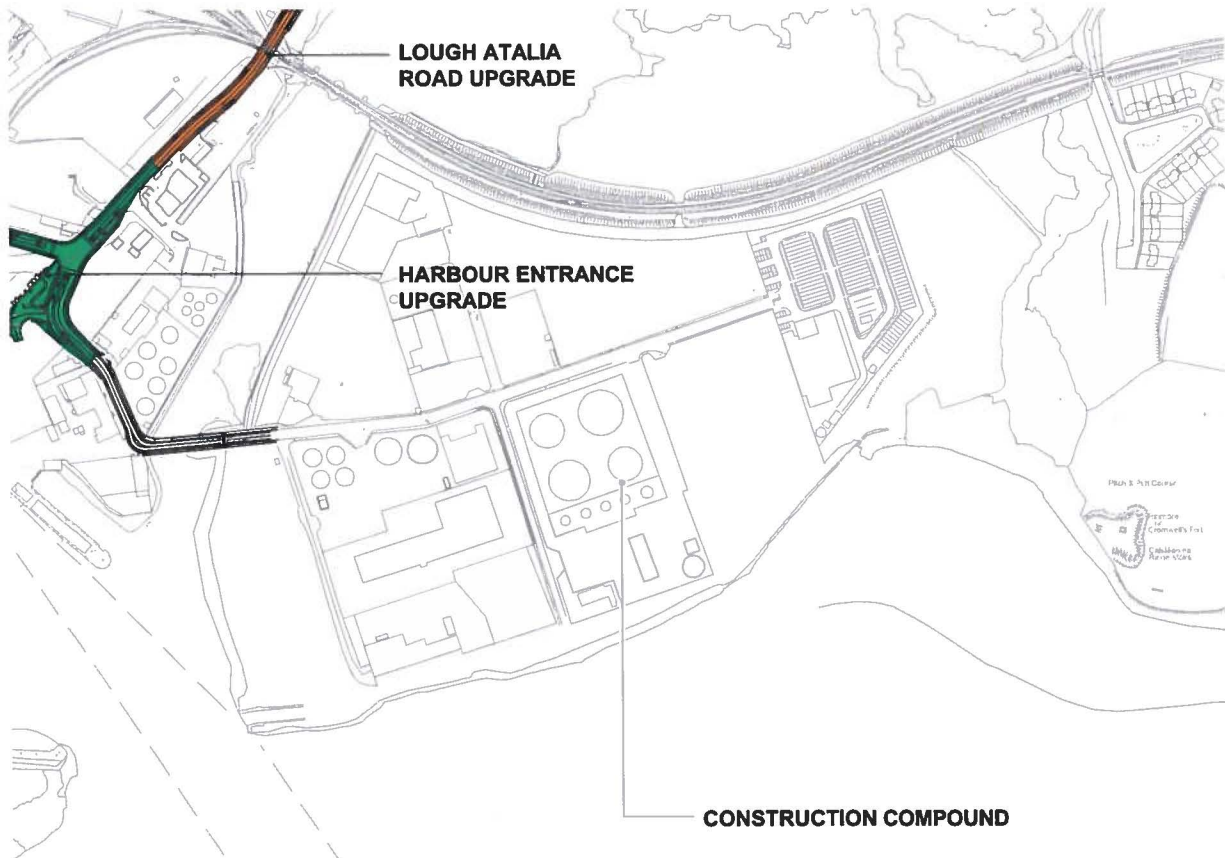 LOUGH ATALIA
ROAD UPGRADE
HARBOUR ENTRANCE
UPGRADE
Pitch & Putt Course
Cromwell's Fort
CONSTRUCTION COMPOUND